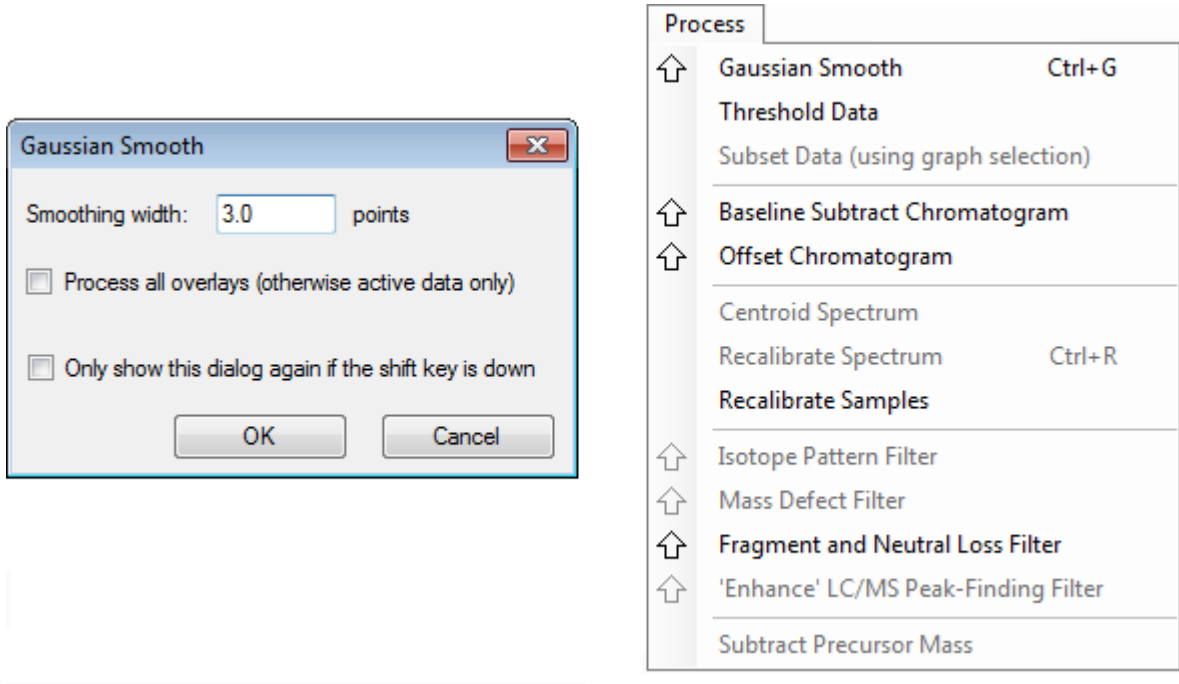 Gaussian Smooth
Smoothing width: 3.0 points
Process all overlays (otherwise active data only)
Only show this dialog again if the shift key is down
OK Cancel
Process
Gaussian Smooth Ctrl+G
Threshold Data
Subset Data (using graph selection)
Baseline Subtract Chromatogram
Offset Chromatogram
Centroid Spectrum
Recalibrate Spectrum Ctrl+R
Recalibrate Samples
Isotope Pattern Filter
Mass Defect Filter
Fragment and Neutral Loss Filter
'Enhance' LC/MS Peak-Finding Filter
Subtract Precursor Mass